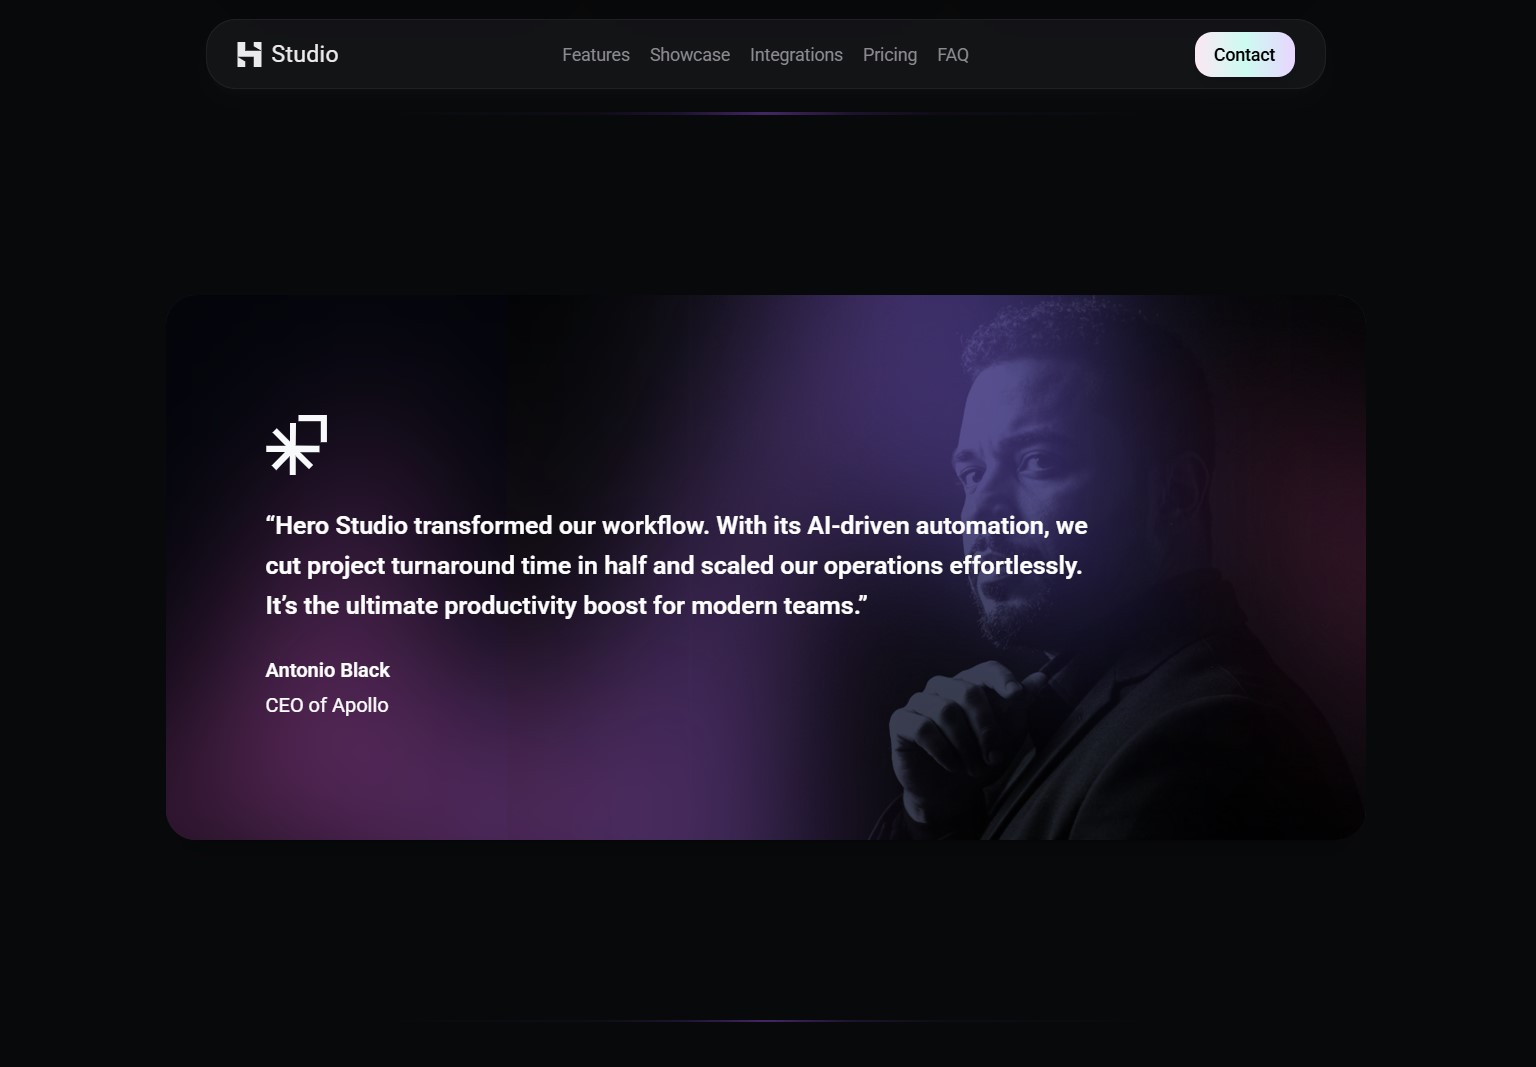 Studio
Features
Showcase
Integrations
Pricing
FAQ
Contact
“Hero Studio transformed our workflow. With its AI-driven automation, we
cut project turnaround time in half and scaled our operations effortlessly.
It’s the ultimate productivity boost for modern teams.”
Antonio Black
CEO of Apollo